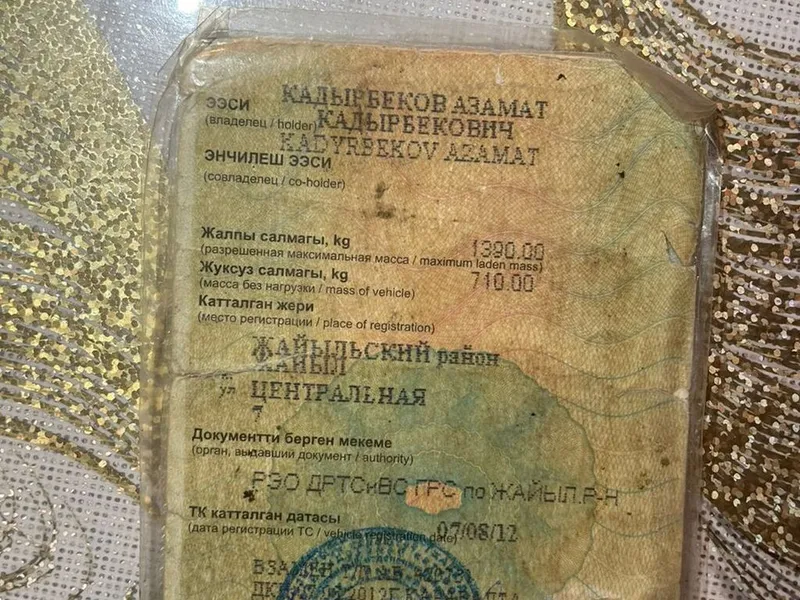 ЭЭСИ КАДЫРБЕКОВ АЗАМАТ
(владелец / holder) КАДЫРБЕКОВИЧ
KADYRBEKOV AZAMAT
ЭНЧИЛЕШ ЭЭСИ
(совладелец / co-holder)
Жалпы салмагы, kg 1390.00
(разрешенная максимальная масса / maximum laden mass)
Жуксуз салмагы, kg 710.00
(масса без нагрузки / mass of vehicle)
Катталган жери
(место регистрации / place of registration)
ЖАЙЫЛЬСКИЙ район
ЖАЙЫЛ
ул ЦЕНТРАЛЬНАЯ
7
Документти берген мекеме
(орган, выдавший документ / authority)
РЭО ДРТСиВС ГРС по ЖАЙЫЛ.Р-Н
ТК катталган датасы
(дата регистрации ТС / vehicle registration date) 07/08/12